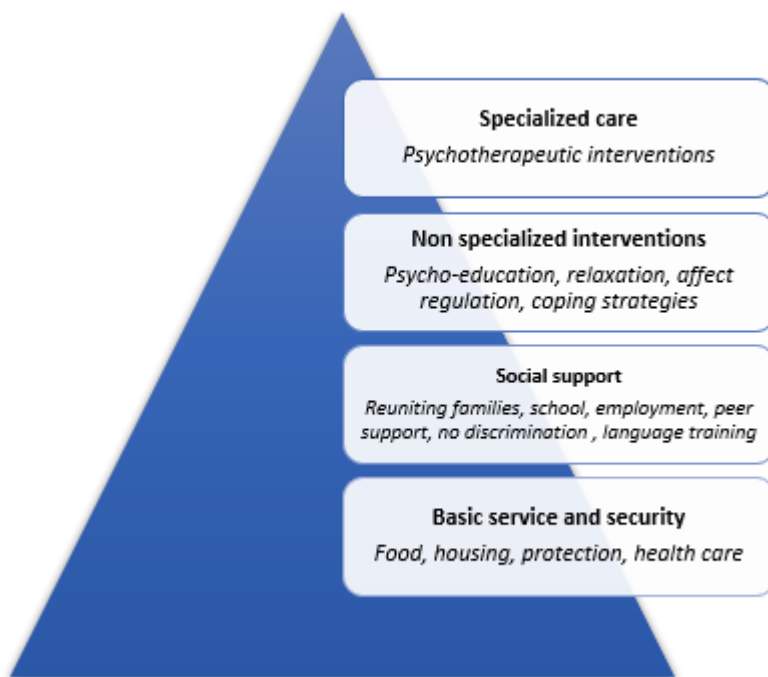 Specialized care
Psychotherapeutic interventions
Non specialized interventions
Psycho-education, relaxation, affect
regulation, coping strategies
Social support
Reuniting families, school, employment, peer
support, no discrimination , language training
Basic service and security
Food, housing, protection, health care